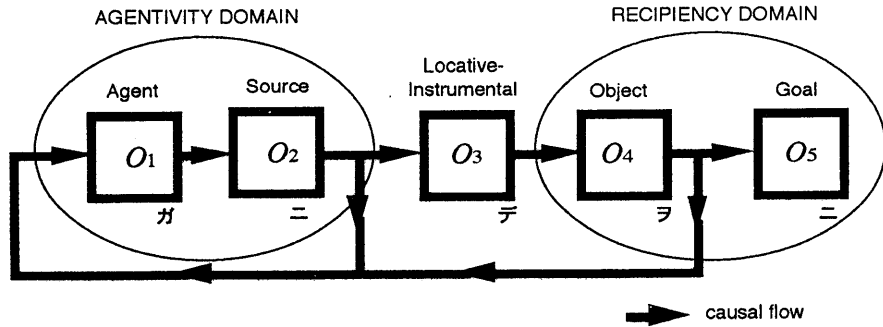 AGENTIVITY DOMAIN
RECIPIENCY DOMAIN
Agent
Source
Locative-
Instrumental
Object
Goal
O1
O2
O3
O4
O5
ガ
ニ
デ
ヲ
ニ
causal flow